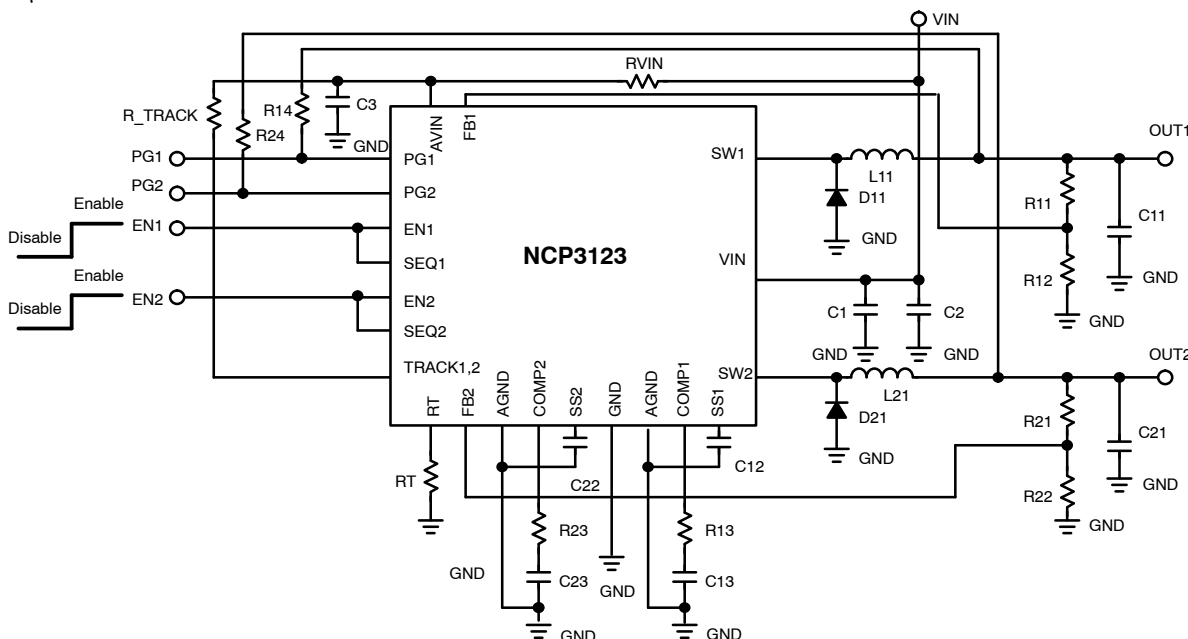 VIN
RVIN
R_TRACK
R14
C3
R24
GND
AVIN
FB1
OUT1
PG1
PG1
SW1
L11
PG2
PG2
D11
R11
C11
Enable
EN1
EN1
GND
Disable
SEQ1
NCP3123
VIN
R12
GND
Enable
EN2
EN2
C1
C2
GND
Disable
SEQ2
GND
GND
OUT2
TRACK1,2
SW2
L21
RT
FB2
AGND
COMP2
SS2
GND
AGND
COMP1
SS1
D21
R21
C21
GND
RT
C22
C12
R22
GND
GND
R23
R13
GND
C23
GND
C13
GND
GND